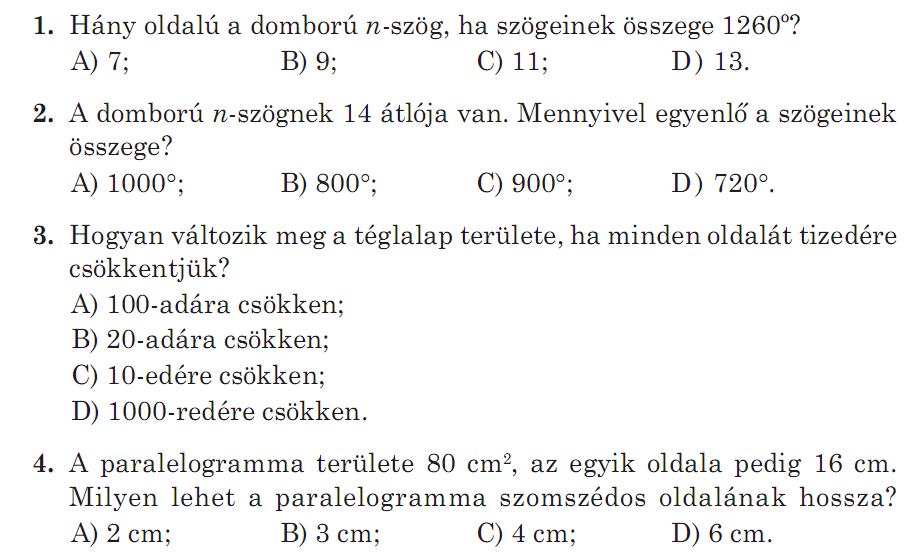 1. Hány oldalú a domború n-szög, ha szögeinek összege 1260º?
A) 7; B) 9; C) 11; D) 13.
2. A domború n-szögnek 14 átlója van. Mennyivel egyenlő a szögeinek
összege?
A) 1000°; B) 800°; C) 900°; D) 720°.
3. Hogyan változik meg a téglalap területe, ha minden oldalát tizedére
csökkentjük?
A) 100-adára csökken;
B) 20-adára csökken;
C) 10-edére csökken;
D) 1000-redére csökken.
4. A paralelogramma területe 80 cm², az egyik oldala pedig 16 cm.
Milyen lehet a paralelogramma szomszédos oldalának hossza?
A) 2 cm; B) 3 cm; C) 4 cm; D) 6 cm.